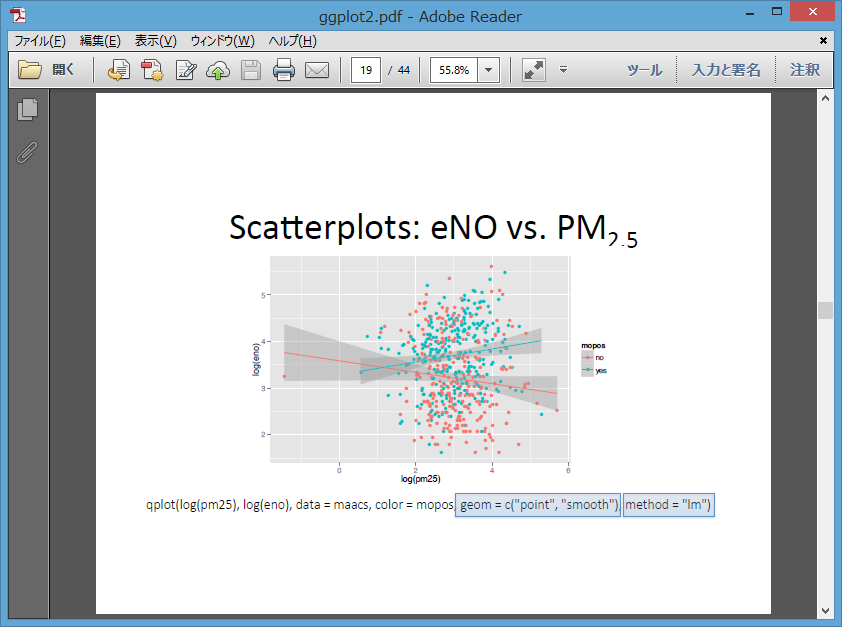 ggplot2.pdf - Adobe Reader
ファイル(F) 編集(E) 表示(V) ウィンドウ(W) ヘルプ(H)
開く 19 / 44 55.8% ツール 入力と署名 注釈
Scatterplots: eNO vs. PM2.5
5
4
3
2
log(eno)
0 2 4 6
log(pm25)
mopos
no
yes
qplot(log(pm25), log(eno), data = maacs, color = mopos, geom = c("point", "smooth"), method = "lm")